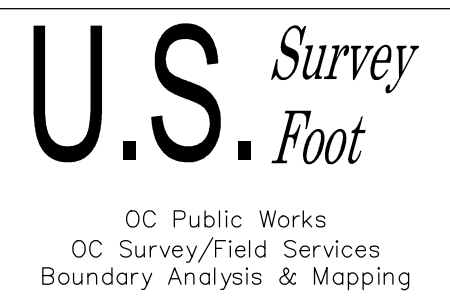 U.S. Survey Foot
OC Public Works
OC Survey/Field Services
Boundary Analysis & Mapping